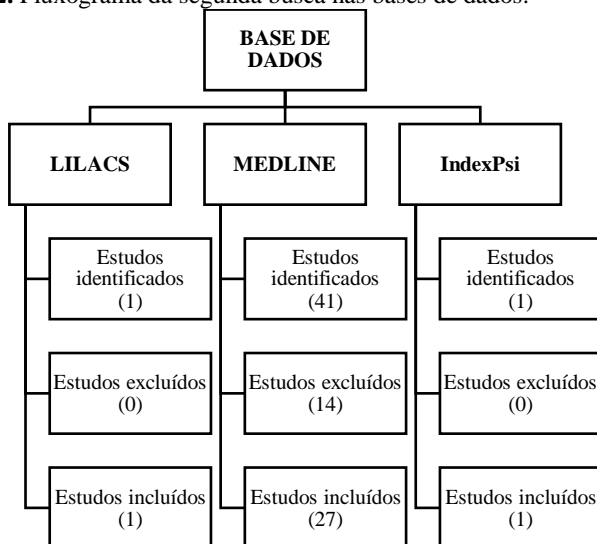 Fluxograma da segunda busca nas bases de dados.
BASE DE
DADOS
LILACS
MEDLINE
IndexPsi
Estudos
identificados
(1)
Estudos
identificados
(41)
Estudos
identificados
(1)
Estudos excluídos
(0)
Estudos excluídos
(14)
Estudos excluídos
(0)
Estudos incluídos
(1)
Estudos incluídos
(27)
Estudos incluídos
(1)